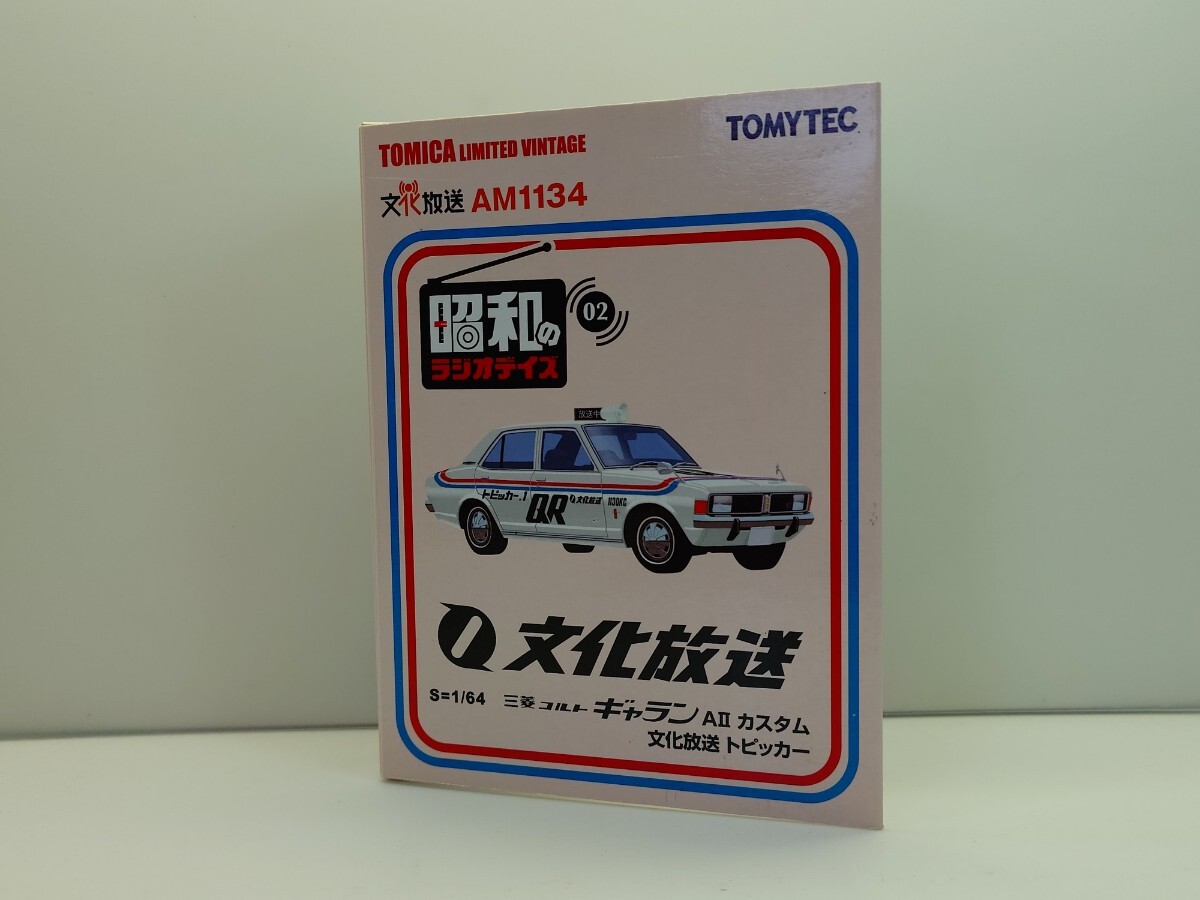 TOMICA LIMITED VINTAGE
TOMYTEC
文化放送 AM1134
昭和の
ラジオデイズ
02
放送中
トピッカー.1
QR
文化放送
1130KC
文化放送
S=1/64 三菱 コルト ギャラン AⅡ カスタム
文化放送 トピッカー